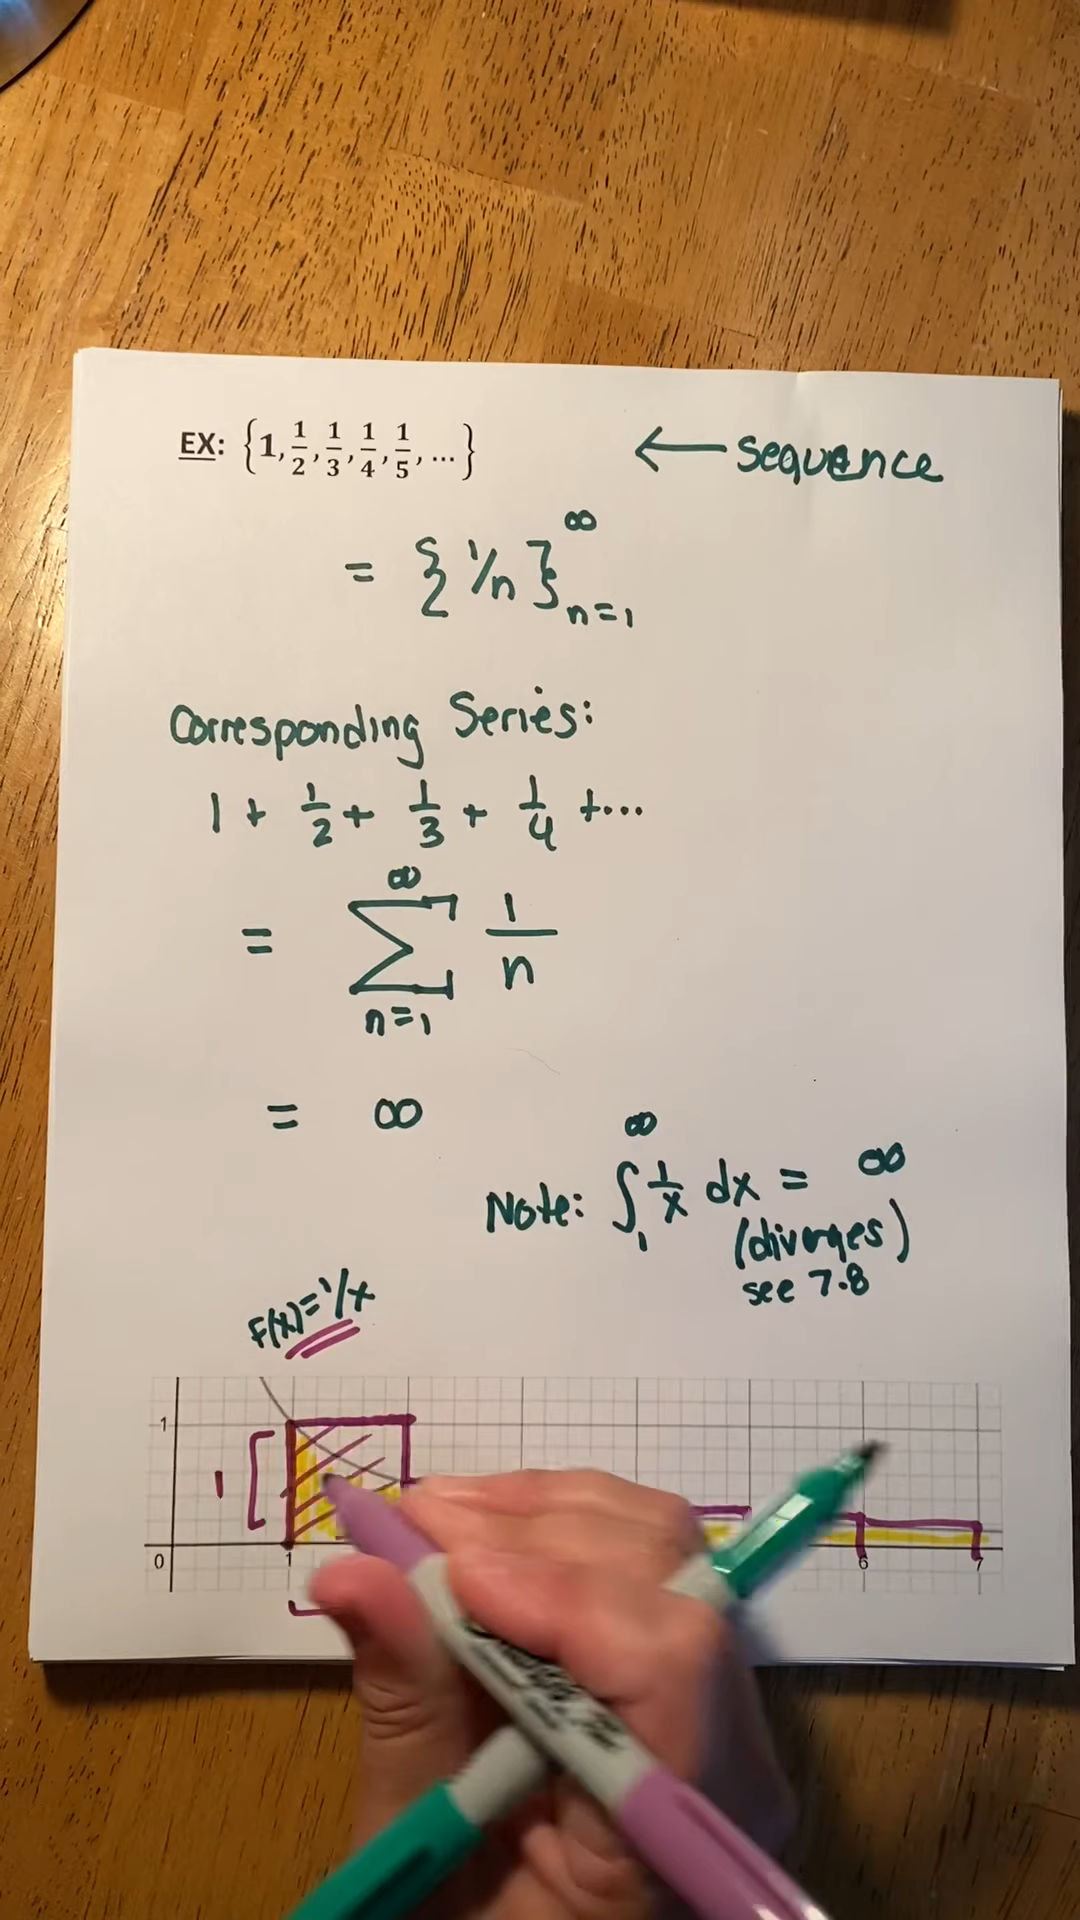 EX: {1, 1/2, 1/3, 1/4, 1/5, ...} ← sequence
= {1/n}_{n=1}^∞
Corresponding Series:
1 + 1/2 + 1/3 + 1/4 + ...
= ∑_{n=1}^∞ 1/n
= ∞
Note: ∫_1^∞ 1/x dx = ∞
(diverges)
see 7.8
F(x)=1/x
1
1
0 1 6 7